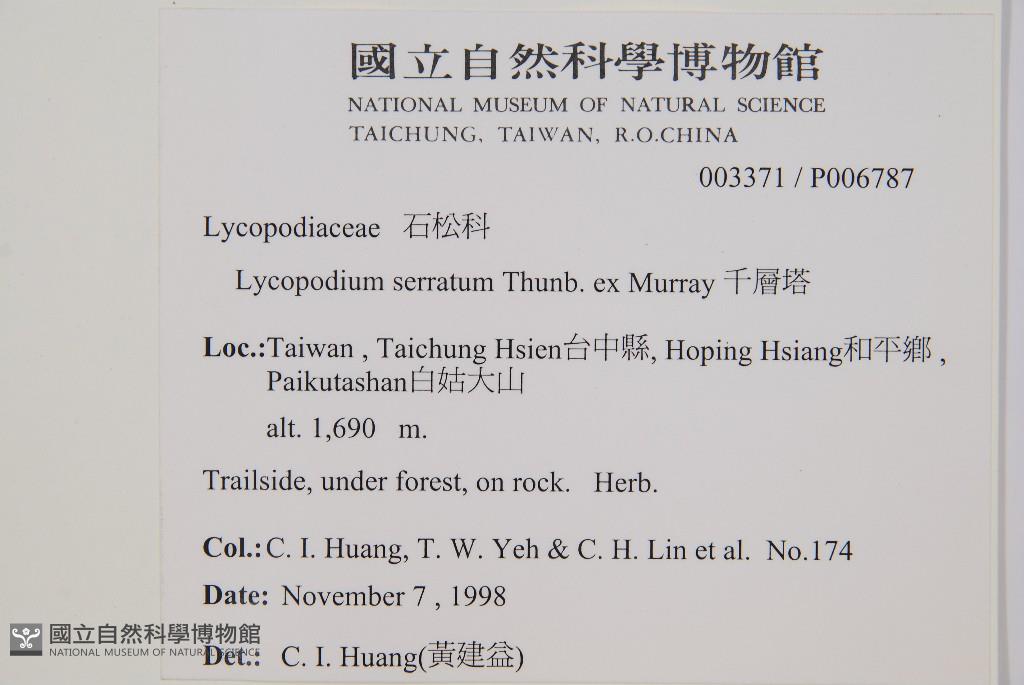 國立自然科學博物館
NATIONAL MUSEUM OF NATURAL SCIENCE
TAICHUNG, TAIWAN, R.O.CHINA
003371 / P006787
Lycopodiaceae 石松科
Lycopodium serratum Thunb. ex Murray 千層塔
Loc.:Taiwan , Taichung Hsien台中縣, Hoping Hsiang和平鄉 ,
Paikutashan白姑大山
alt. 1,690 m.
Trailside, under forest, on rock. Herb.
Col.:C. I. Huang, T. W. Yeh & C. H. Lin et al. No.174
Date: November 7 , 1998
Det.: C. I. Huang(黃建益)
國立自然科學博物館
NATIONAL MUSEUM OF NATURAL SCIENCE